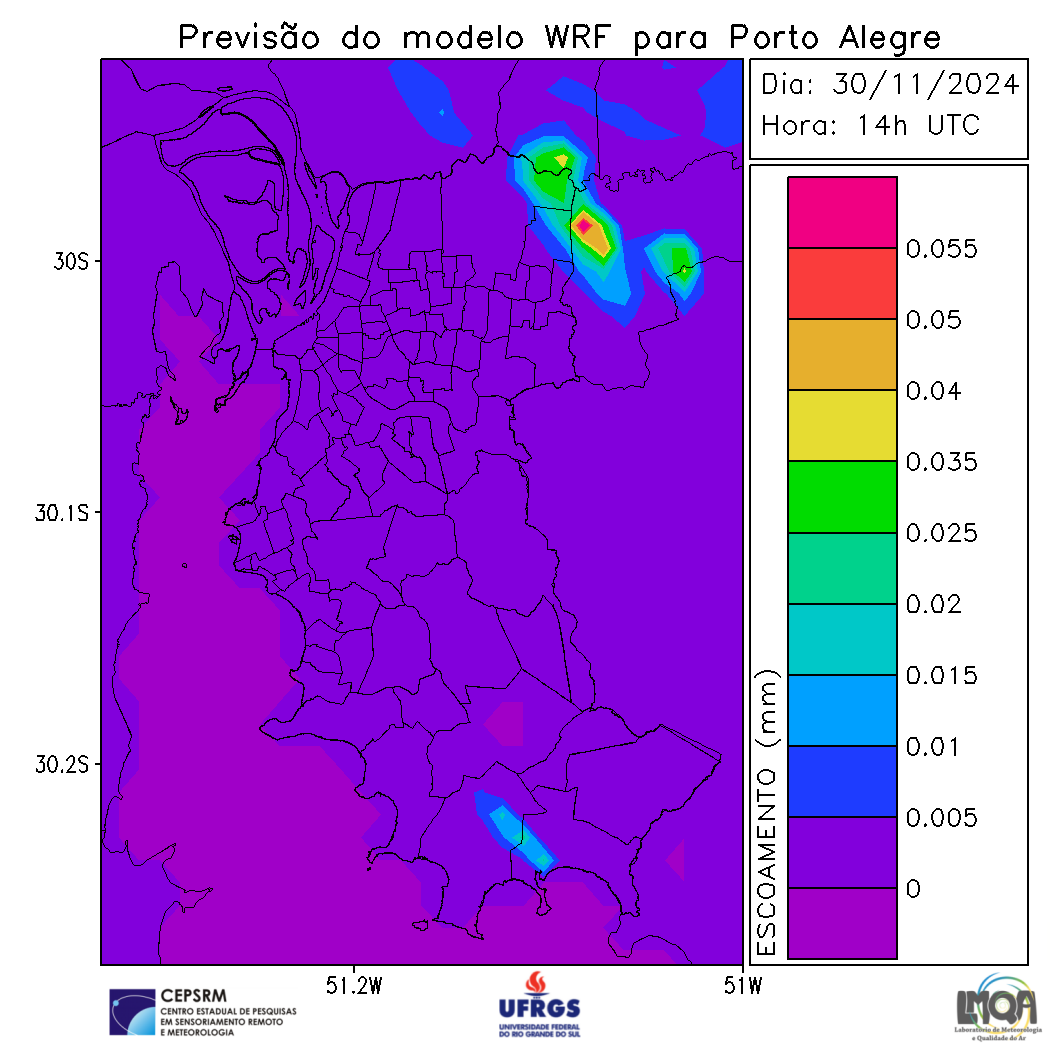 Previsão do modelo WRF para Porto Alegre
Dia: 30/11/2024
Hora: 14h UTC
30S
30.1S
30.2S
51.2W
51W
ESCOAMENTO (mm)
0.055
0.05
0.04
0.035
0.025
0.02
0.015
0.01
0.005
0
CEPSRM
CENTRO ESTADUAL DE PESQUISAS
EM SENSORIAMENTO REMOTO
E METEOROLOGIA
UFRGS
UNIVERSIDADE FEDERAL
DO RIO GRANDE DO SUL
LMQA
Laboratório de Meteorologia
e Qualidade do Ar